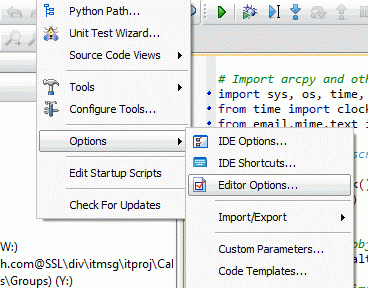 Python Path...
Unit Test Wizard...
Source Code Views
Tools
Configure Tools...
Options
Edit Startup Scripts
Check For Updates
IDE Options...
IDE Shortcuts...
Editor Options...
Import/Export
Custom Parameters...
Code Templates...
# Import arcpy and oth
import sys, os, time,
from time import clock
from email.mime.text i
W:)
h.com@SSL\div\itmsg\itproj\Cal
s\Groups) (Y:)